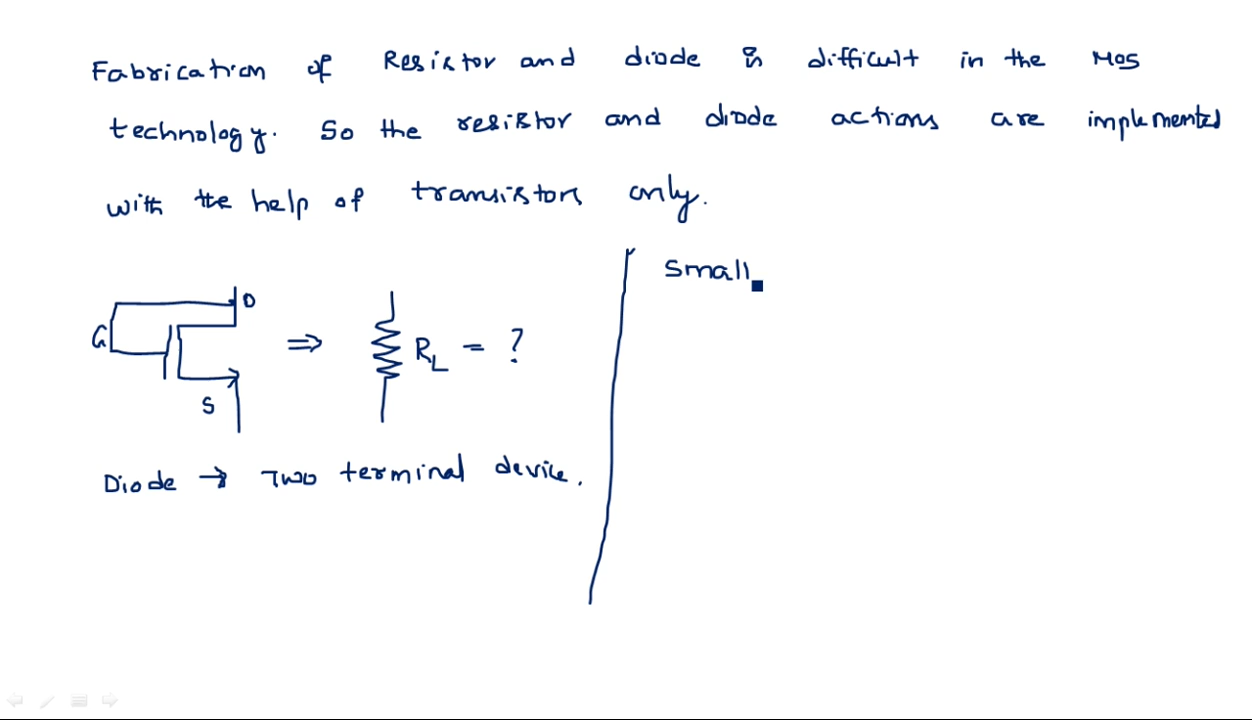 Fabrication of Resistor and diode is difficult in the MOS
technology. So the resistor and diode actions are implemented
with the help of transistors only.
Small
D
G
⇒ RL = ?
S
Diode → Two terminal device.